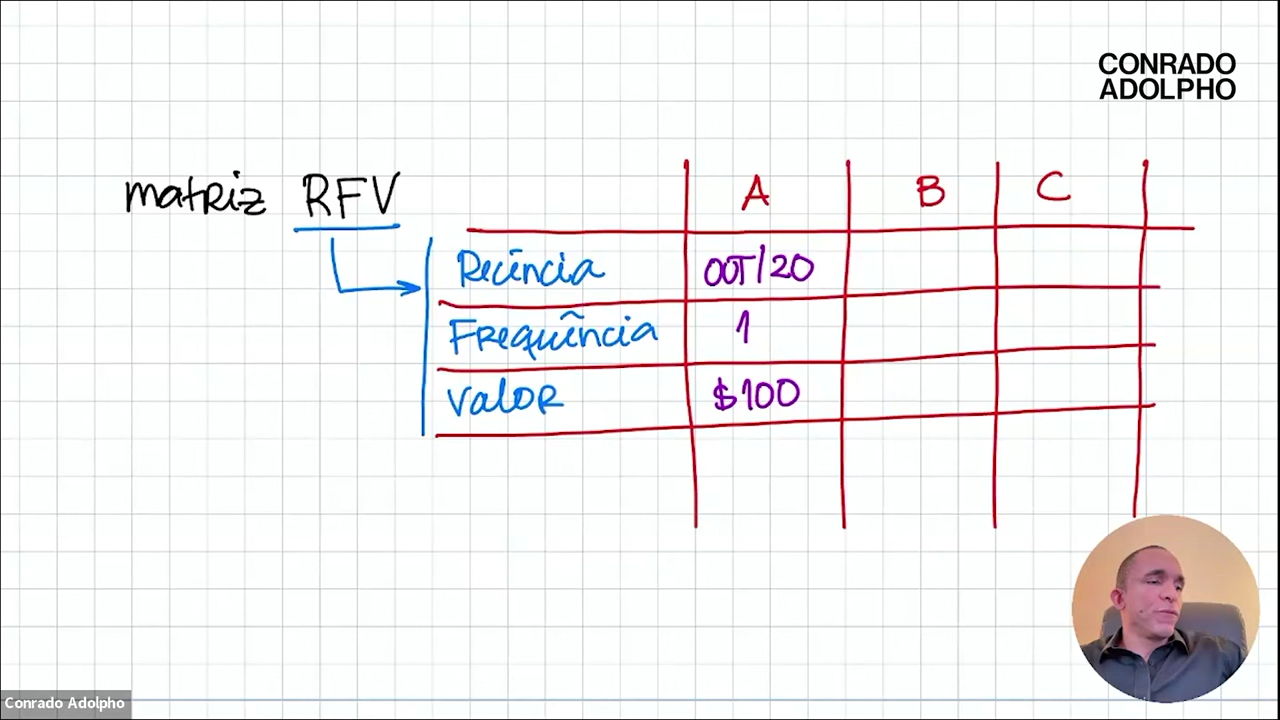 CONRADO
ADOLPHO
matriz RFV
A B C
Recência OUT/20
Frequência 1
Valor $100
Conrado Adolpho